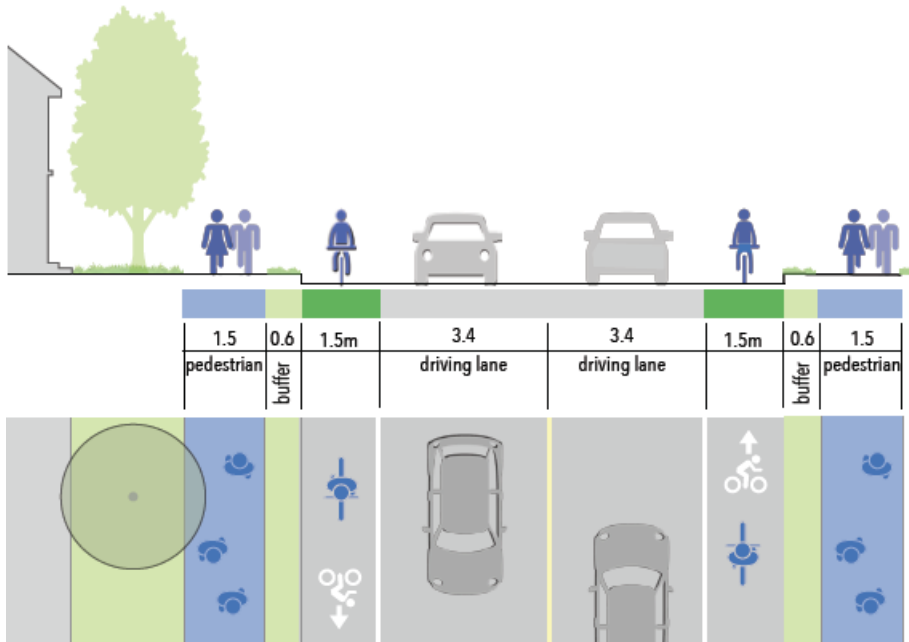 1.5 0.6 1.5m 3.4 3.4 1.5m 0.6 1.5
pedestrian buffer driving lane driving lane buffer pedestrian